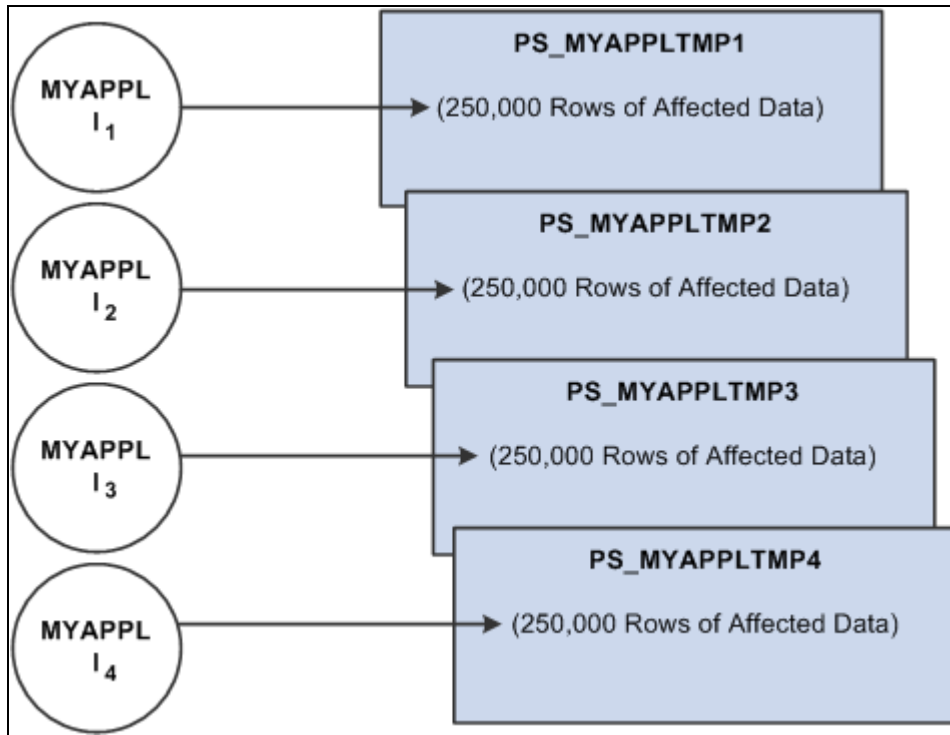 MYAPPL
I1
PS_MYAPPLTMP1
(250,000 Rows of Affected Data)
MYAPPL
I2
PS_MYAPPLTMP2
(250,000 Rows of Affected Data)
MYAPPL
I3
PS_MYAPPLTMP3
(250,000 Rows of Affected Data)
MYAPPL
I4
PS_MYAPPLTMP4
(250,000 Rows of Affected Data)